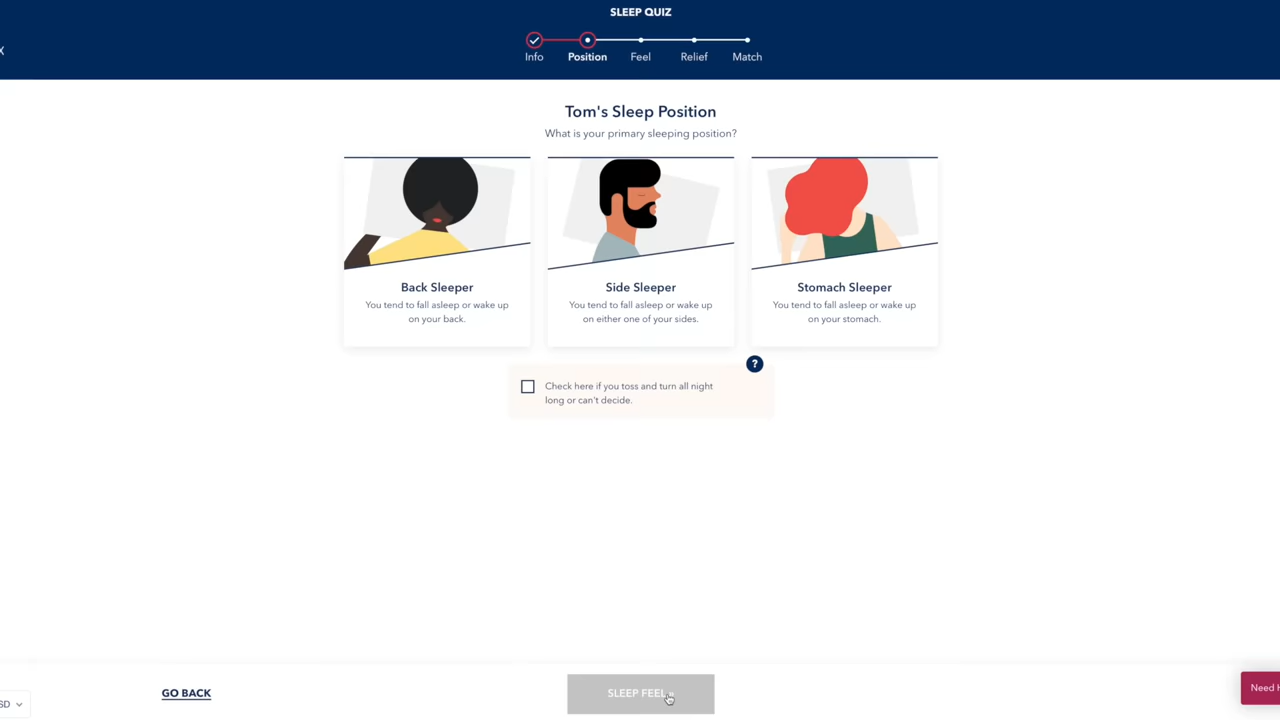 SLEEP QUIZ
X
Info Position Feel Relief Match
Tom's Sleep Position
What is your primary sleeping position?
Back Sleeper
You tend to fall asleep or wake up
on your back.
Side Sleeper
You tend to fall asleep or wake up
on either one of your sides.
Stomach Sleeper
You tend to fall asleep or wake up
on your stomach.
?
Check here if you toss and turn all night
long or can't decide.
GO BACK
SLEEP FEEL »
SD
Need H